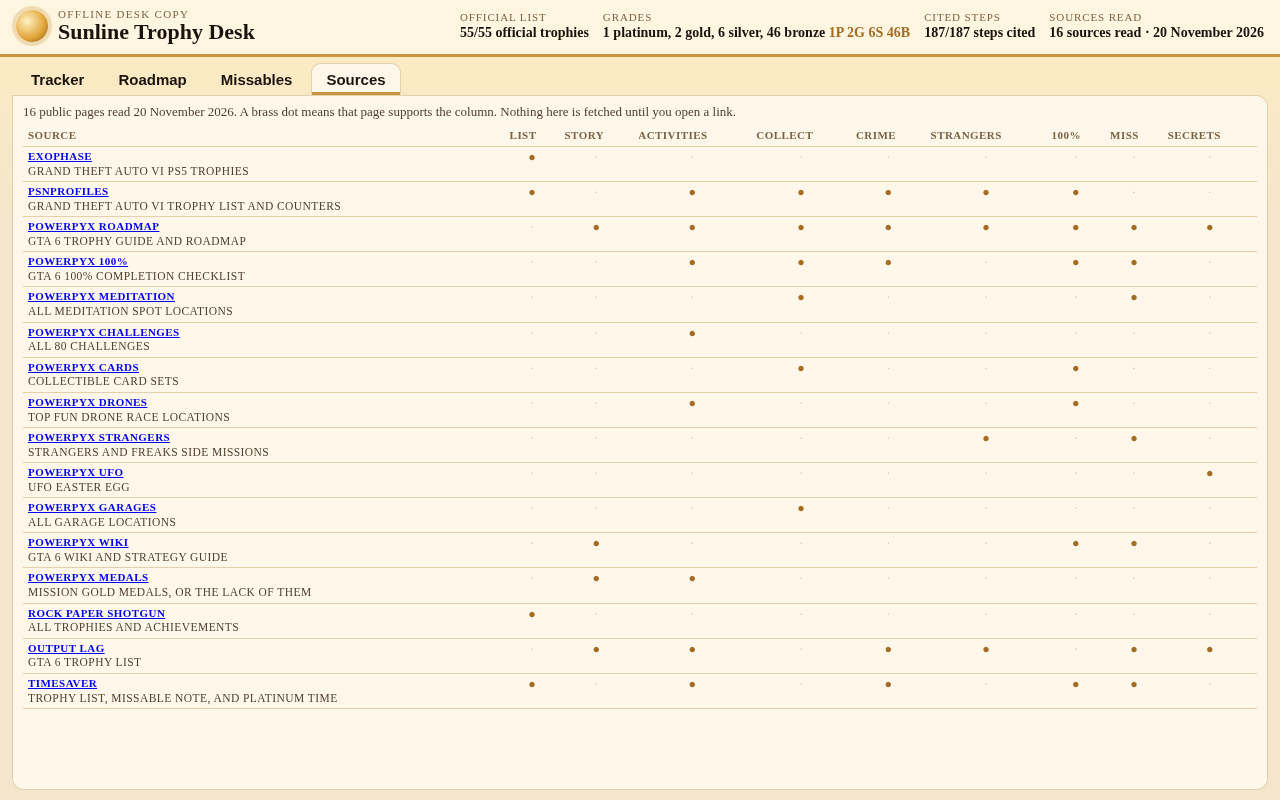 OFFLINE DESK COPY
Sunline Trophy Desk
OFFICIAL LIST
55/55 official trophies
GRADES
1 platinum, 2 gold, 6 silver, 46 bronze 1P 2G 6S 46B
CITED STEPS
187/187 steps cited
SOURCES READ
16 sources read · 20 November 2026
Tracker Roadmap Missables Sources
16 public pages read 20 November 2026. A brass dot means that page supports the column. Nothing here is fetched until you open a link.
SOURCE LIST STORY ACTIVITIES COLLECT CRIME STRANGERS 100% MISS SECRETS
EXOPHASE
GRAND THEFT AUTO VI PS5 TROPHIES
PSNPROFILES
GRAND THEFT AUTO VI TROPHY LIST AND COUNTERS
POWERPYX ROADMAP
GTA 6 TROPHY GUIDE AND ROADMAP
POWERPYX 100%
GTA 6 100% COMPLETION CHECKLIST
POWERPYX MEDITATION
ALL MEDITATION SPOT LOCATIONS
POWERPYX CHALLENGES
ALL 80 CHALLENGES
POWERPYX CARDS
COLLECTIBLE CARD SETS
POWERPYX DRONES
TOP FUN DRONE RACE LOCATIONS
POWERPYX STRANGERS
STRANGERS AND FREAKS SIDE MISSIONS
POWERPYX UFO
UFO EASTER EGG
POWERPYX GARAGES
ALL GARAGE LOCATIONS
POWERPYX WIKI
GTA 6 WIKI AND STRATEGY GUIDE
POWERPYX MEDALS
MISSION GOLD MEDALS, OR THE LACK OF THEM
ROCK PAPER SHOTGUN
ALL TROPHIES AND ACHIEVEMENTS
OUTPUT LAG
GTA 6 TROPHY LIST
TIMESAVER
TROPHY LIST, MISSABLE NOTE, AND PLATINUM TIME